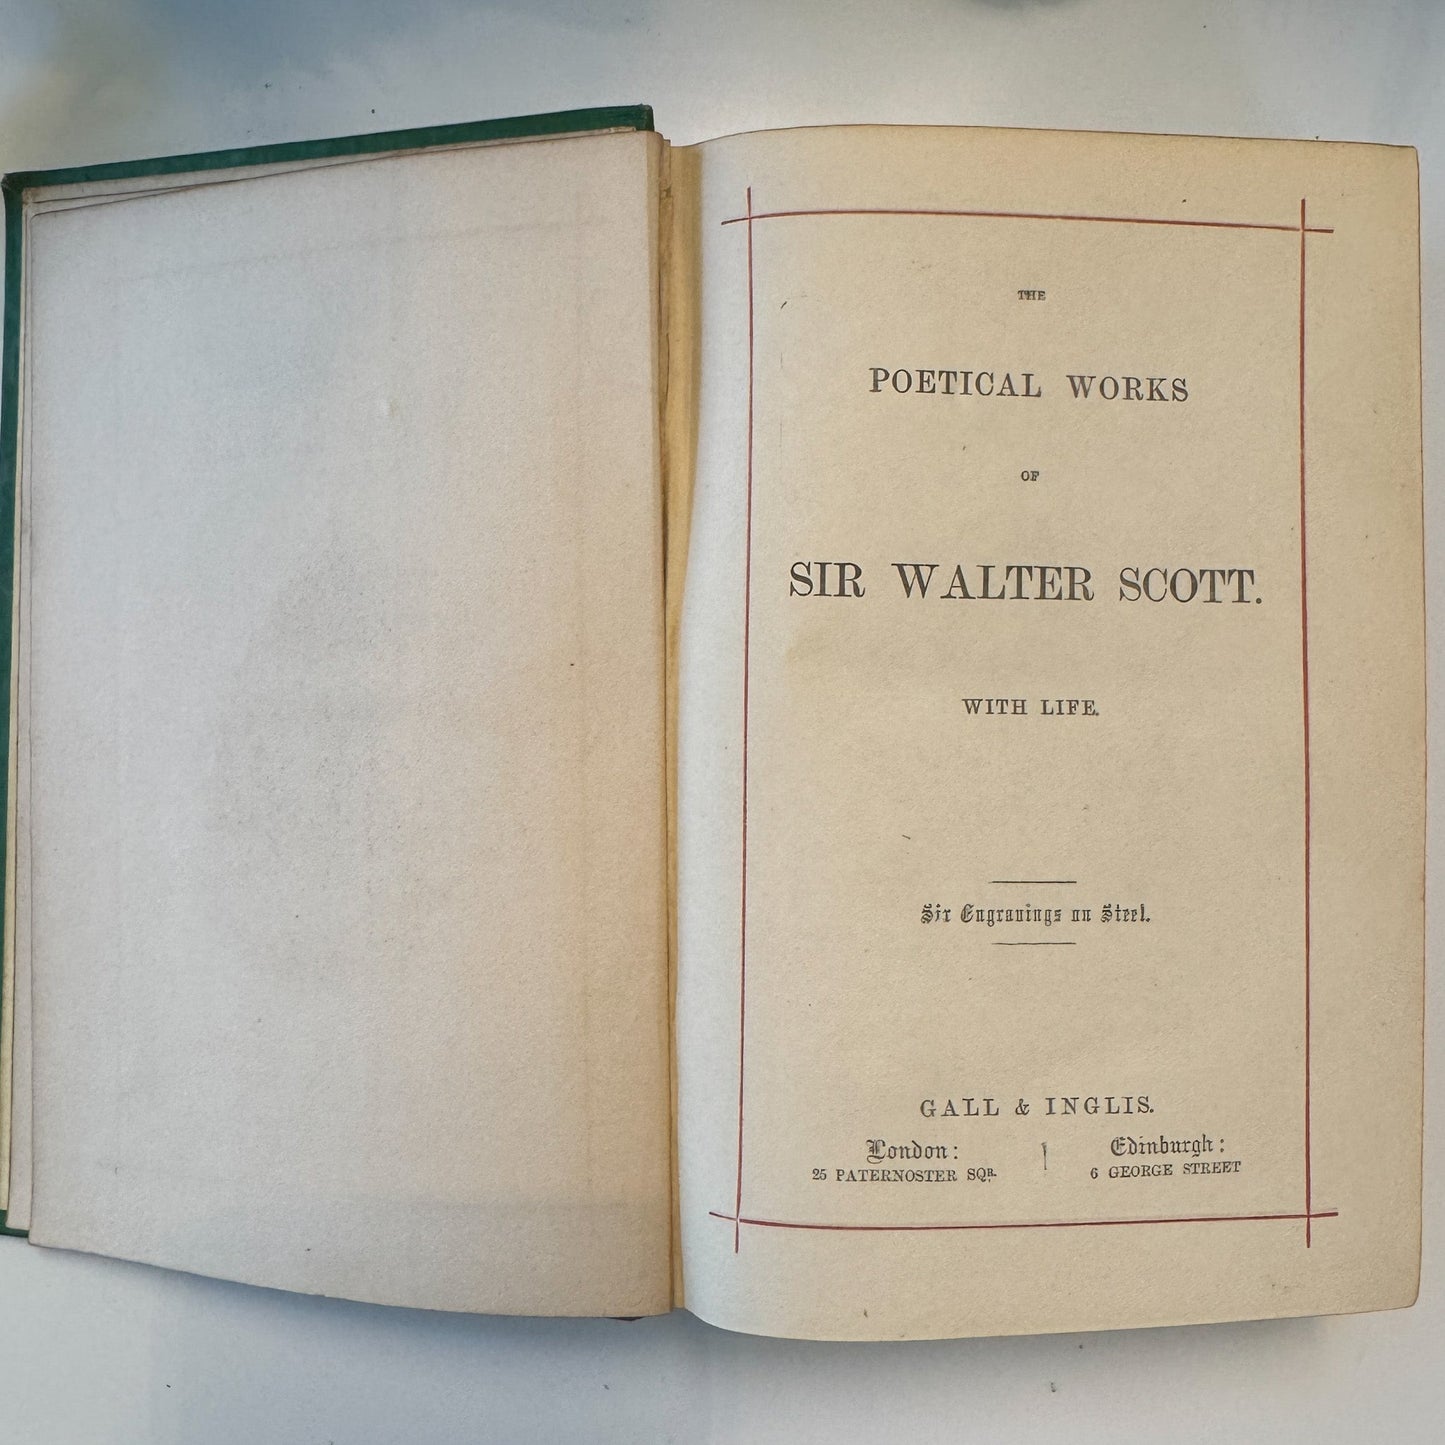 THE
POETICAL WORKS
OF
SIR WALTER SCOTT.
WITH LIFE.
Six Engravings on Steel.
GALL & INGLIS.
London: Edinburgh:
25 PATERNOSTER SQR. 6 GEORGE STREET